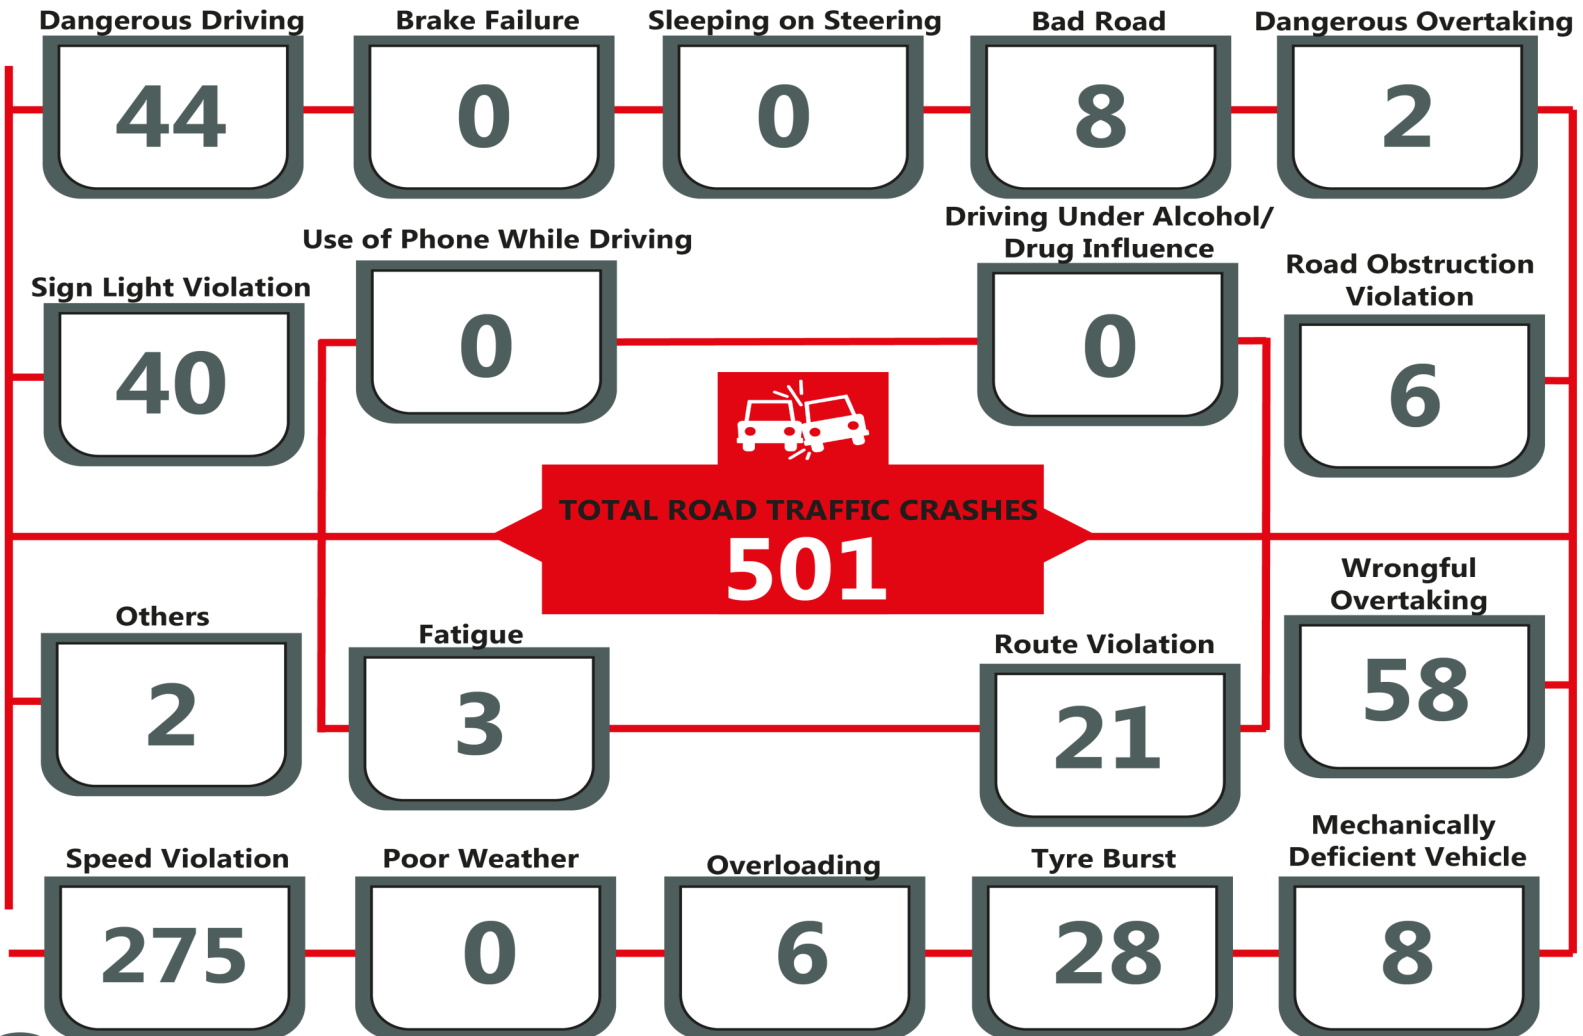 Dangerous Driving
44
Brake Failure
0
Sleeping on Steering
0
Bad Road
8
Dangerous Overtaking
2
Sign Light Violation
40
Use of Phone While Driving
0
Driving Under Alcohol/
Drug Influence
0
Road Obstruction
Violation
6
TOTAL ROAD TRAFFIC CRASHES
501
Others
2
Fatigue
3
Route Violation
21
Wrongful
Overtaking
58
Speed Violation
275
Poor Weather
0
Overloading
6
Tyre Burst
28
Mechanically
Deficient Vehicle
8